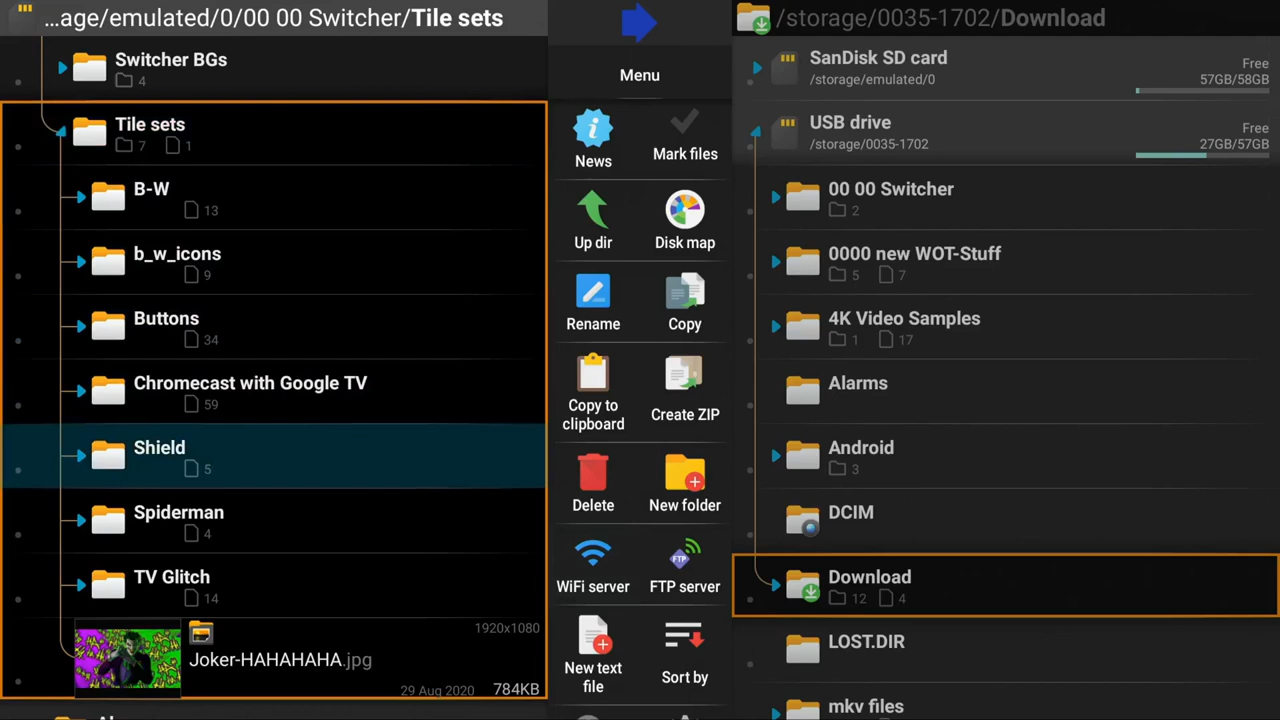 ...age/emulated/0/00 00 Switcher/Tile sets
Switcher BGs
4
Tile sets
7 1
B-W
13
b_w_icons
9
Buttons
34
Chromecast with Google TV
59
Shield
5
Spiderman
4
TV Glitch
14
1920x1080
Joker-HAHAHAHA.jpg
29 Aug 2020 784KB
Menu
News
Mark files
Up dir
Disk map
Rename
Copy
Copy to
clipboard
Create ZIP
Delete
New folder
WiFi server
FTP
FTP server
New text
file
Sort by
/storage/0035-1702/Download
SanDisk SD card
/storage/emulated/0
Free
57GB/58GB
USB drive
/storage/0035-1702
Free
27GB/57GB
00 00 Switcher
2
0000 new WOT-Stuff
5 7
4K Video Samples
1 17
Alarms
Android
3
DCIM
Download
12 4
LOST.DIR
mkv files